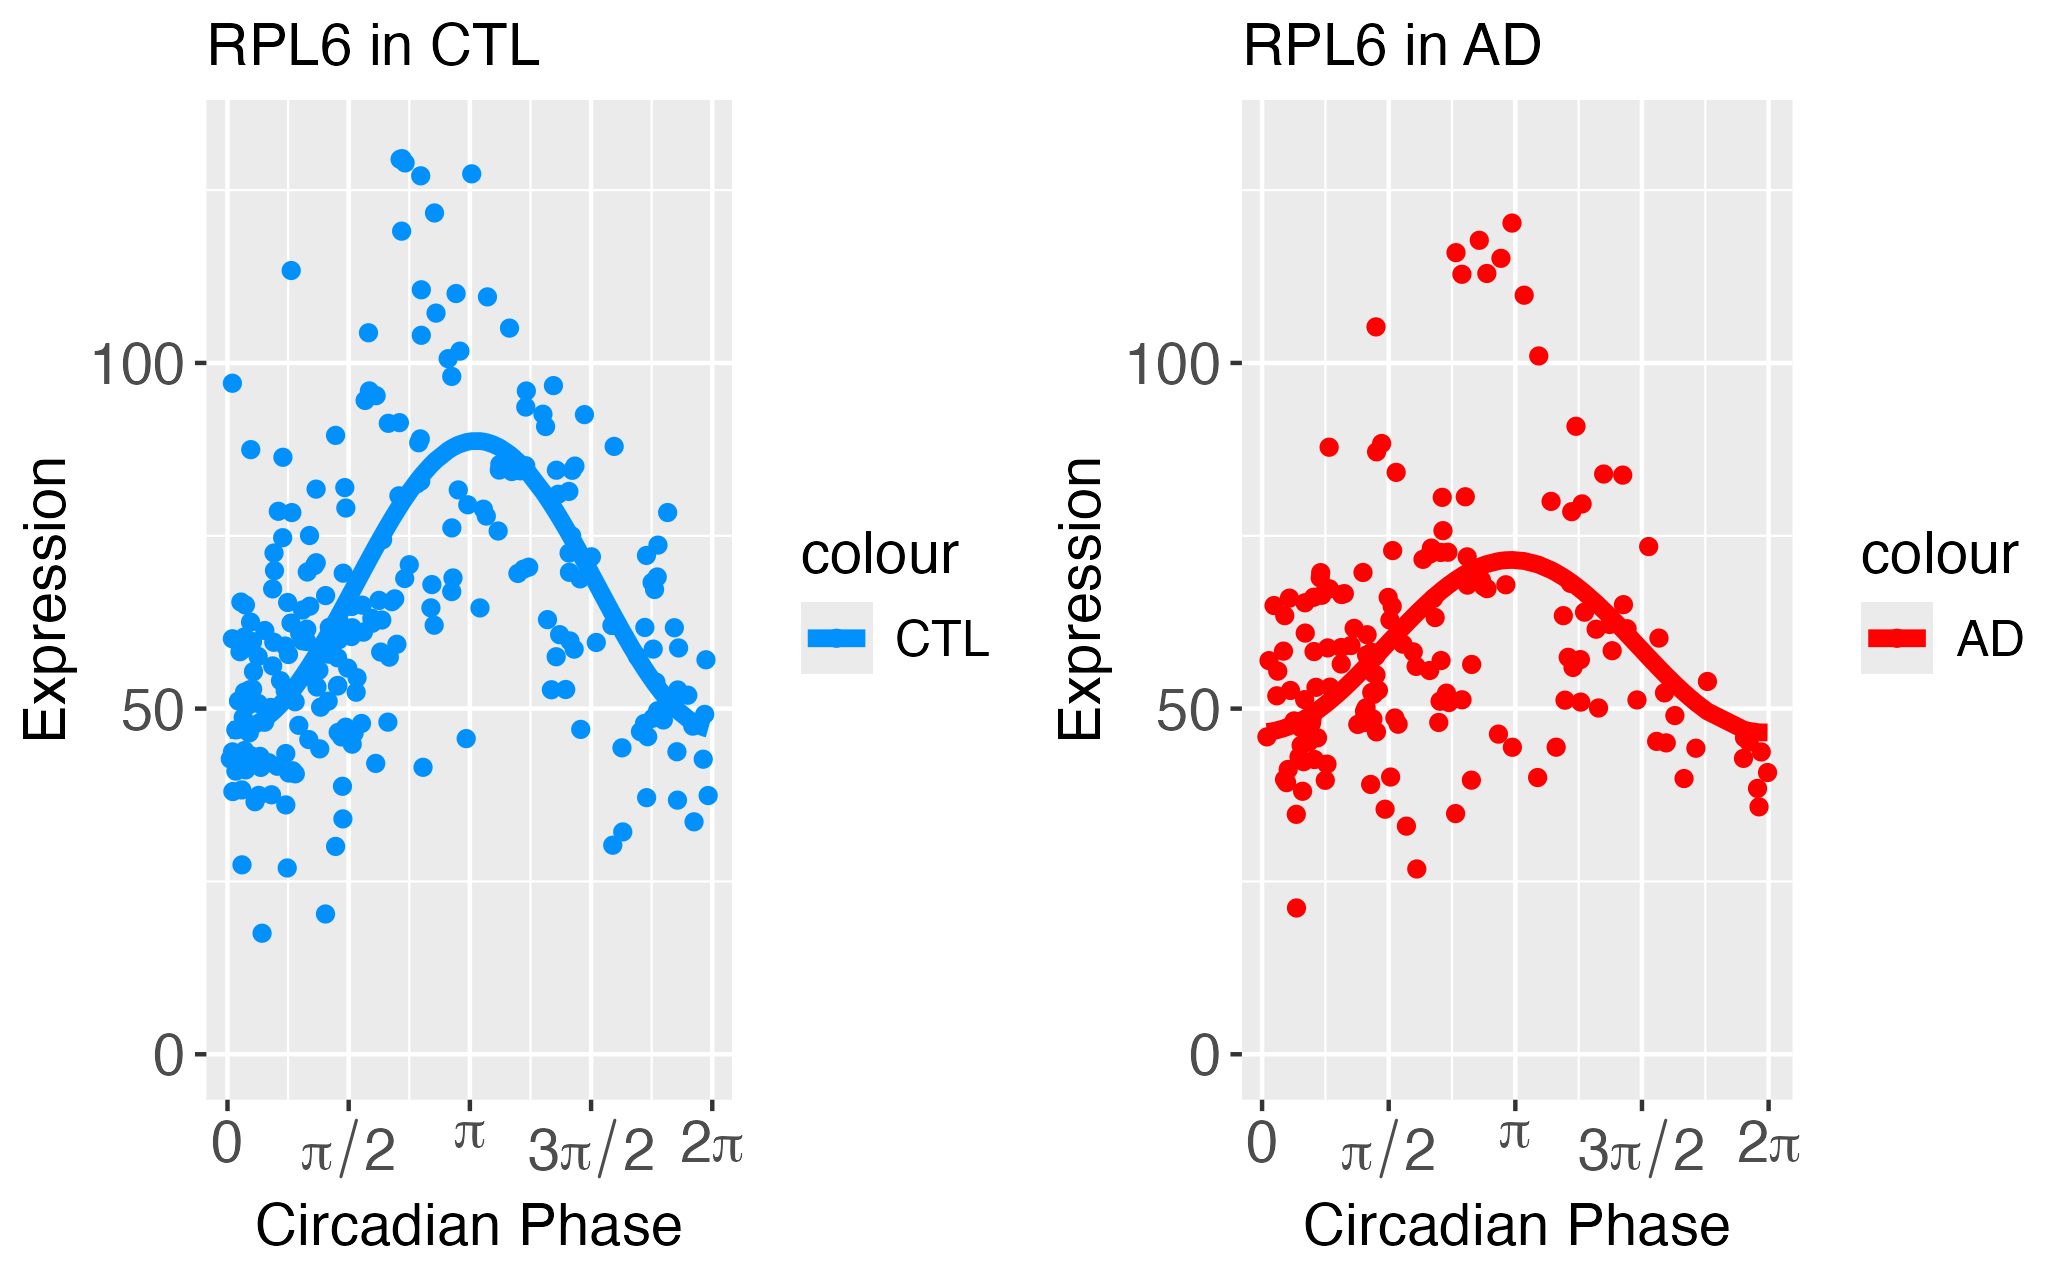 RPL6 in CTL
Expression
100
50
0
0 π/2 π 3π/2 2π
Circadian Phase
colour
CTL
RPL6 in AD
Expression
100
50
0
0 π/2 π 3π/2 2π
Circadian Phase
colour
AD